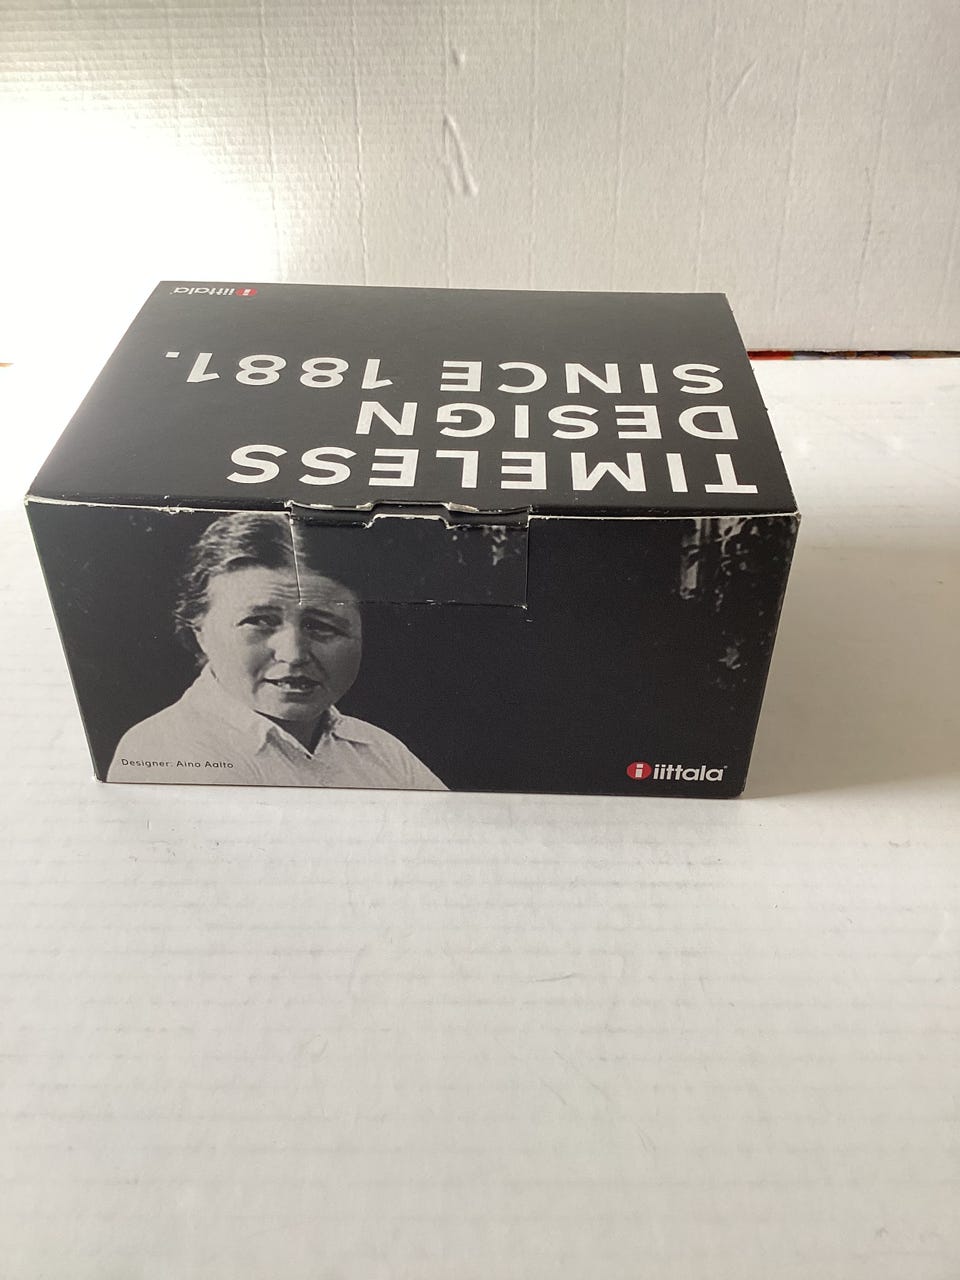 TIMELESS
DESIGN
SINCE 1881.
iittala
Designer: Aino Aalto
iittala